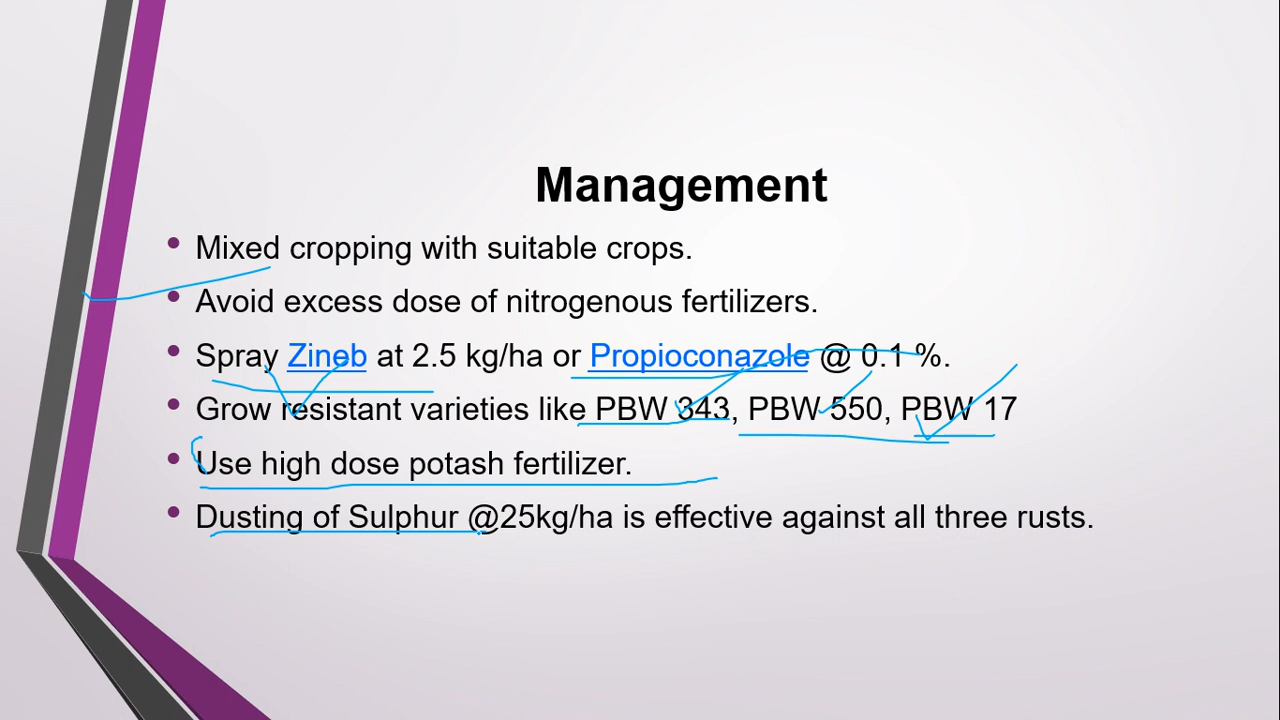 Management
• Mixed cropping with suitable crops.
• Avoid excess dose of nitrogenous fertilizers.
• Spray Zineb at 2.5 kg/ha or Propioconazole @ 0.1 %.
• Grow resistant varieties like PBW 343, PBW 550, PBW 17
• Use high dose potash fertilizer.
• Dusting of Sulphur @25kg/ha is effective against all three rusts.